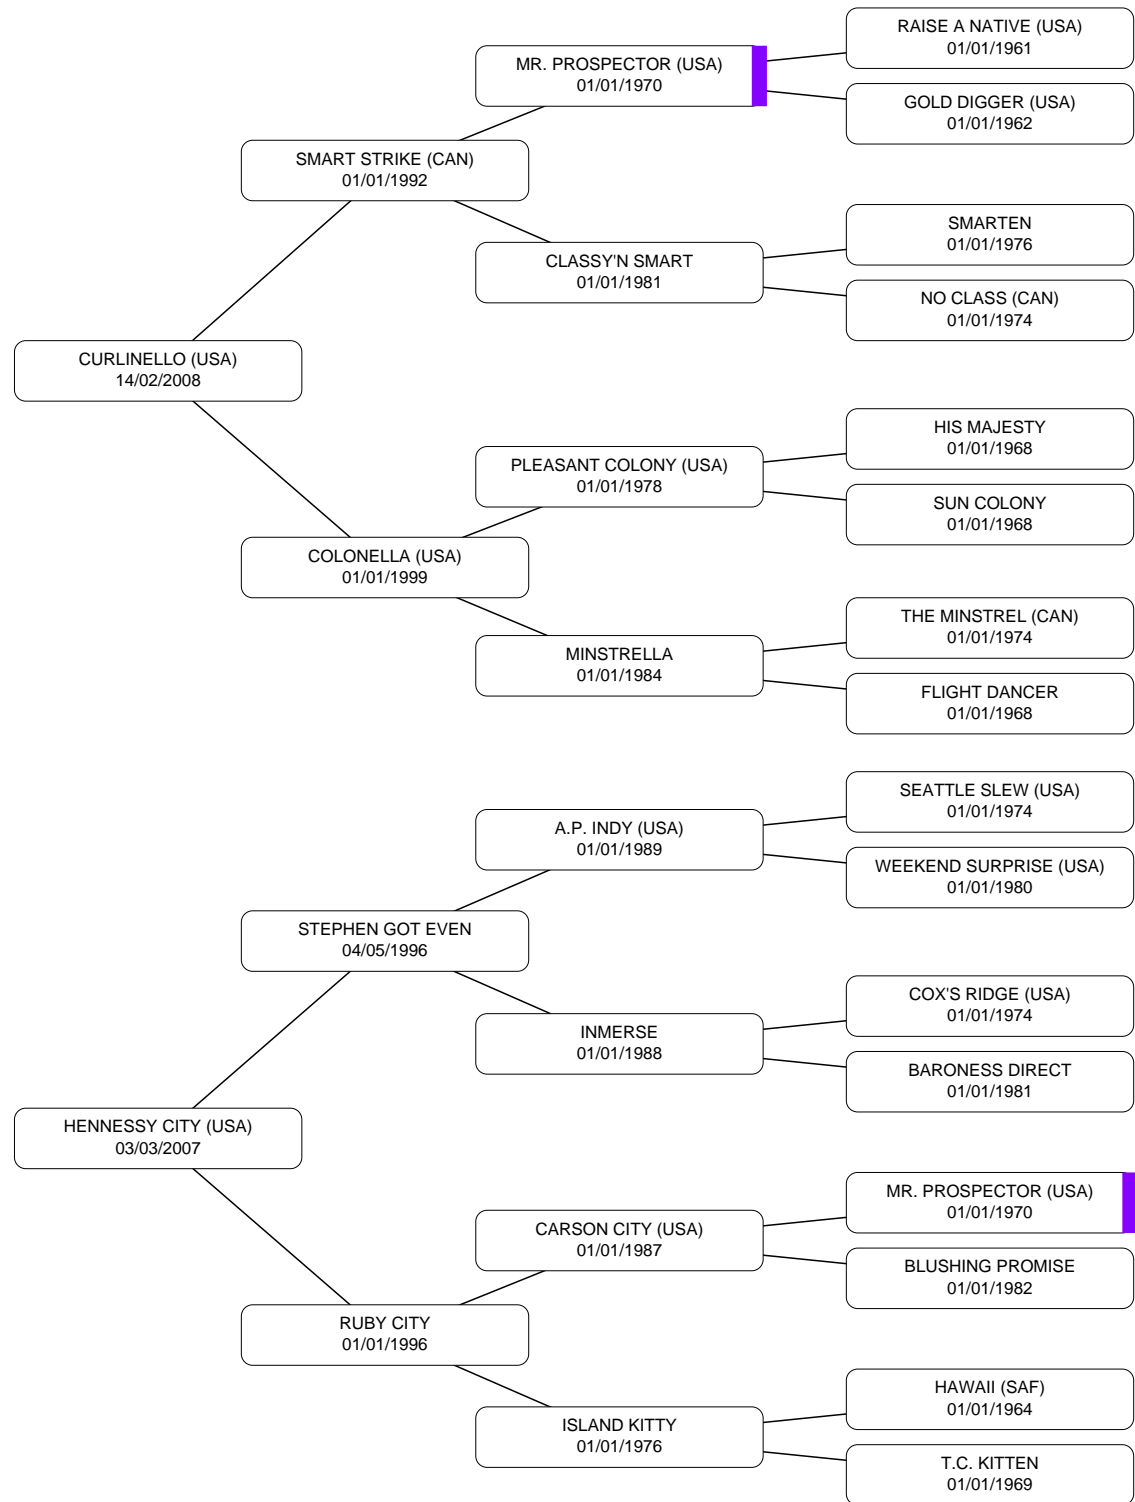 RAISE A NATIVE (USA)
01/01/1961
MR. PROSPECTOR (USA)
01/01/1970
GOLD DIGGER (USA)
01/01/1962
SMART STRIKE (CAN)
01/01/1992
SMARTEN
01/01/1976
CLASSY'N SMART
01/01/1981
NO CLASS (CAN)
01/01/1974
CURLINELLO (USA)
14/02/2008
HIS MAJESTY
01/01/1968
PLEASANT COLONY (USA)
01/01/1978
SUN COLONY
01/01/1968
COLONELLA (USA)
01/01/1999
THE MINSTREL (CAN)
01/01/1974
MINSTRELLA
01/01/1984
FLIGHT DANCER
01/01/1968
SEATTLE SLEW (USA)
01/01/1974
A.P. INDY (USA)
01/01/1989
WEEKEND SURPRISE (USA)
01/01/1980
STEPHEN GOT EVEN
04/05/1996
COX'S RIDGE (USA)
01/01/1974
INMERSE
01/01/1988
BARONESS DIRECT
01/01/1981
HENNESSY CITY (USA)
03/03/2007
MR. PROSPECTOR (USA)
01/01/1970
CARSON CITY (USA)
01/01/1987
BLUSHING PROMISE
01/01/1982
RUBY CITY
01/01/1996
HAWAII (SAF)
01/01/1964
ISLAND KITTY
01/01/1976
T.C. KITTEN
01/01/1969